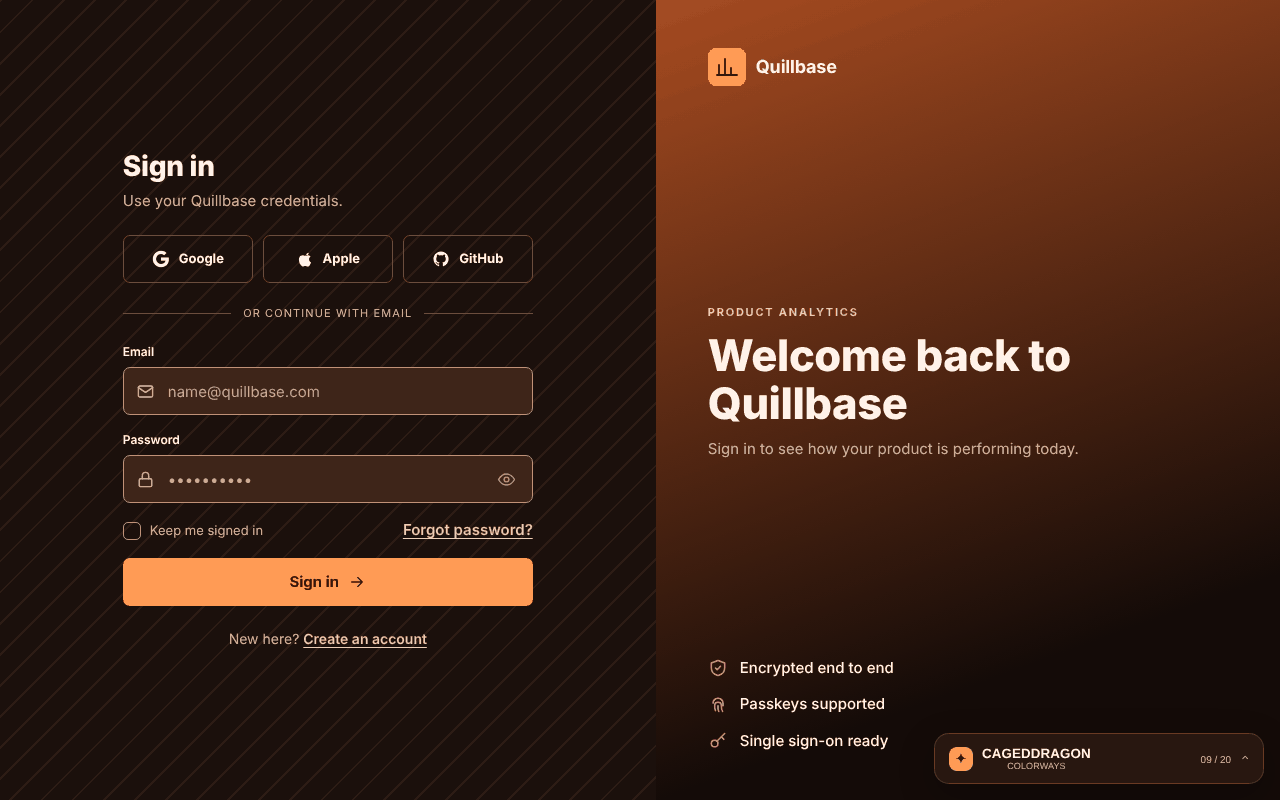 Sign in
Use your Quillbase credentials.
Google
Apple
GitHub
OR CONTINUE WITH EMAIL
Email
name@quillbase.com
Password
••••••••••
Keep me signed in
Forgot password?
Sign in →
New here? Create an account
Quillbase
PRODUCT ANALYTICS
Welcome back to
Quillbase
Sign in to see how your product is performing today.
Encrypted end to end
Passkeys supported
Single sign-on ready
CAGEDDRAGON
COLORWAYS
09 / 20